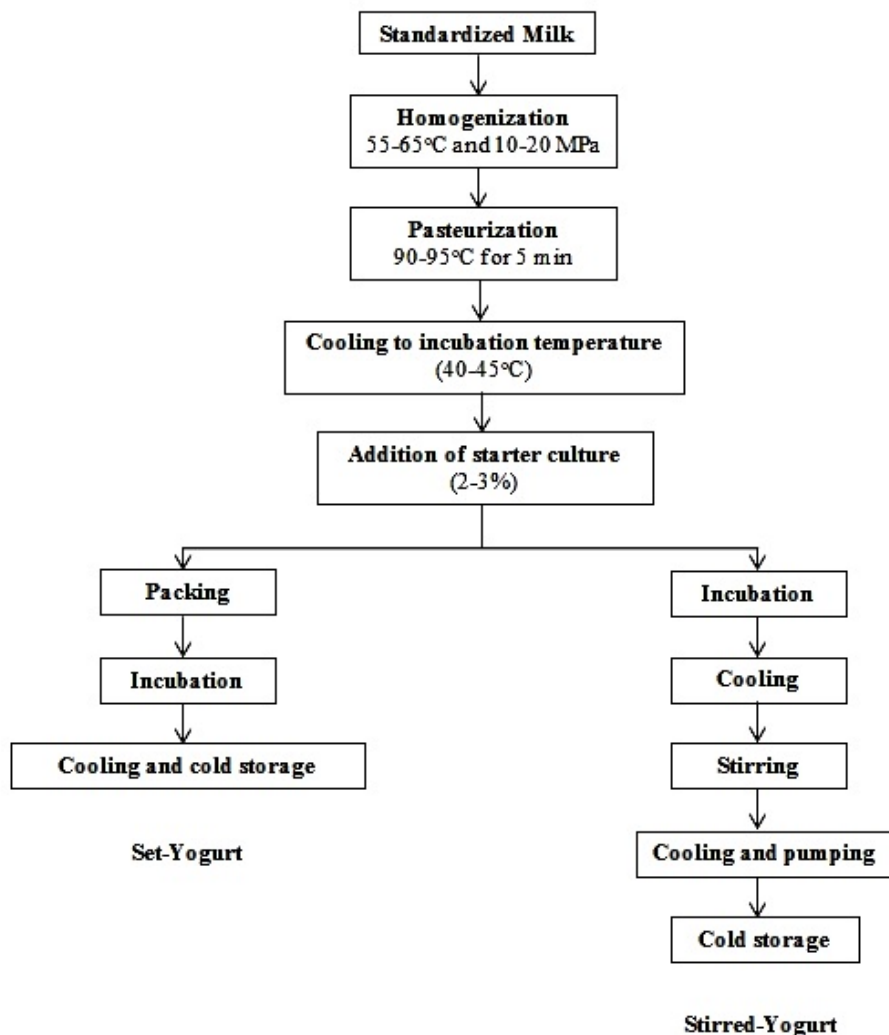 Standardized Milk
Homogenization
55-65°C and 10-20 MPa
Pasteurization
90-95°C for 5 min
Cooling to incubation temperature
(40-45°C)
Addition of starter culture
(2-3%)
Packing
Incubation
Cooling and cold storage
Set-Yogurt
Incubation
Cooling
Stirring
Cooling and pumping
Cold storage
Stirred-Yogurt